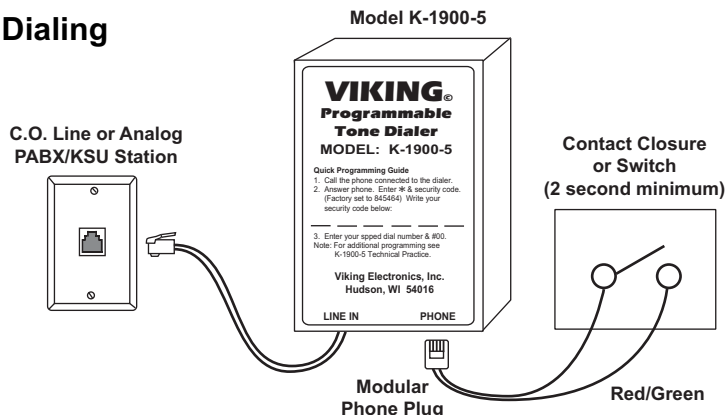 Dialing
Model K-1900-5
C.O. Line or Analog
PABX/KSU Station
VIKING©
Programmable
Tone Dialer
MODEL: K-1900-5
Quick Programming Guide
1. Call the phone connected to the dialer.
2. Answer phone. Enter * & security code.
(Factory set to 845464) Write your
security code below:
3. Enter your spped dial number & #00.
Note: For additional programming see
K-1900-5 Technical Practice.
Viking Electronics, Inc.
Hudson, WI 54016
LINE IN PHONE
Contact Closure
or Switch
(2 second minimum)
Modular
Phone Plug
Red/Green